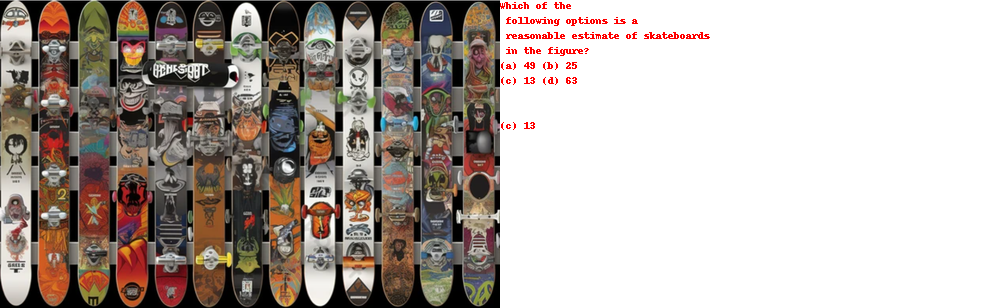 Which of the
following options is a
reasonable estimate of skateboards
in the figure?
(a) 49 (b) 25
(c) 13 (d) 63
(c) 13